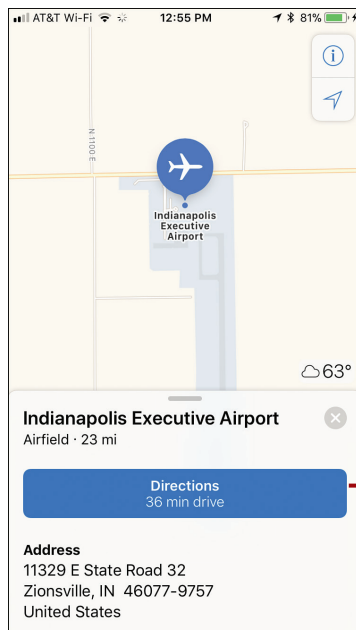 AT&T Wi-Fi 12:55 PM 81%
N 1100 E
Indianapolis
Executive
Airport
63°
Indianapolis Executive Airport
Airfield · 23 mi
Directions
36 min drive
Address
11329 E State Road 32
Zionsville, IN 46077-9757
United States